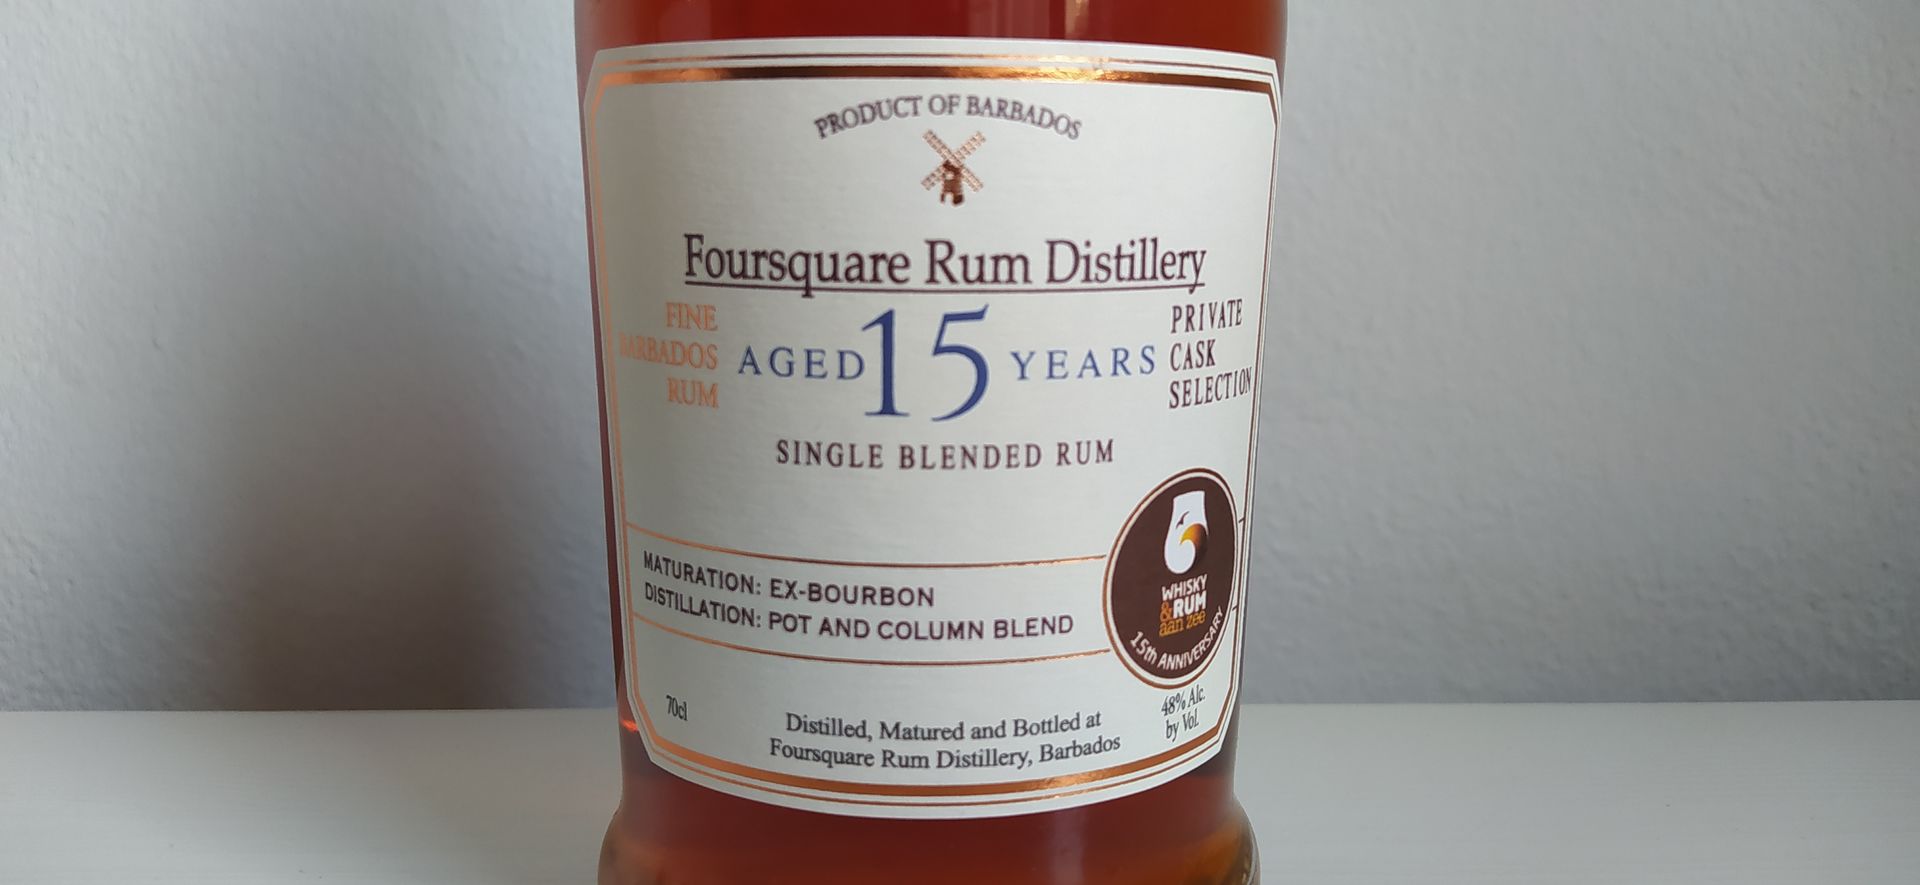 PRODUCT OF BARBADOS
Foursquare Rum Distillery
FINE
BARBADOS
RUM
AGED 15 YEARS
PRIVATE
CASK
SELECTION
SINGLE BLENDED RUM
MATURATION: EX-BOURBON
DISTILLATION: POT AND COLUMN BLEND
WHISKY
&RUM
aan zee
15th ANNIVERSARY
70cl
48% Alc.
by Vol.
Distilled, Matured and Bottled at
Foursquare Rum Distillery, Barbados